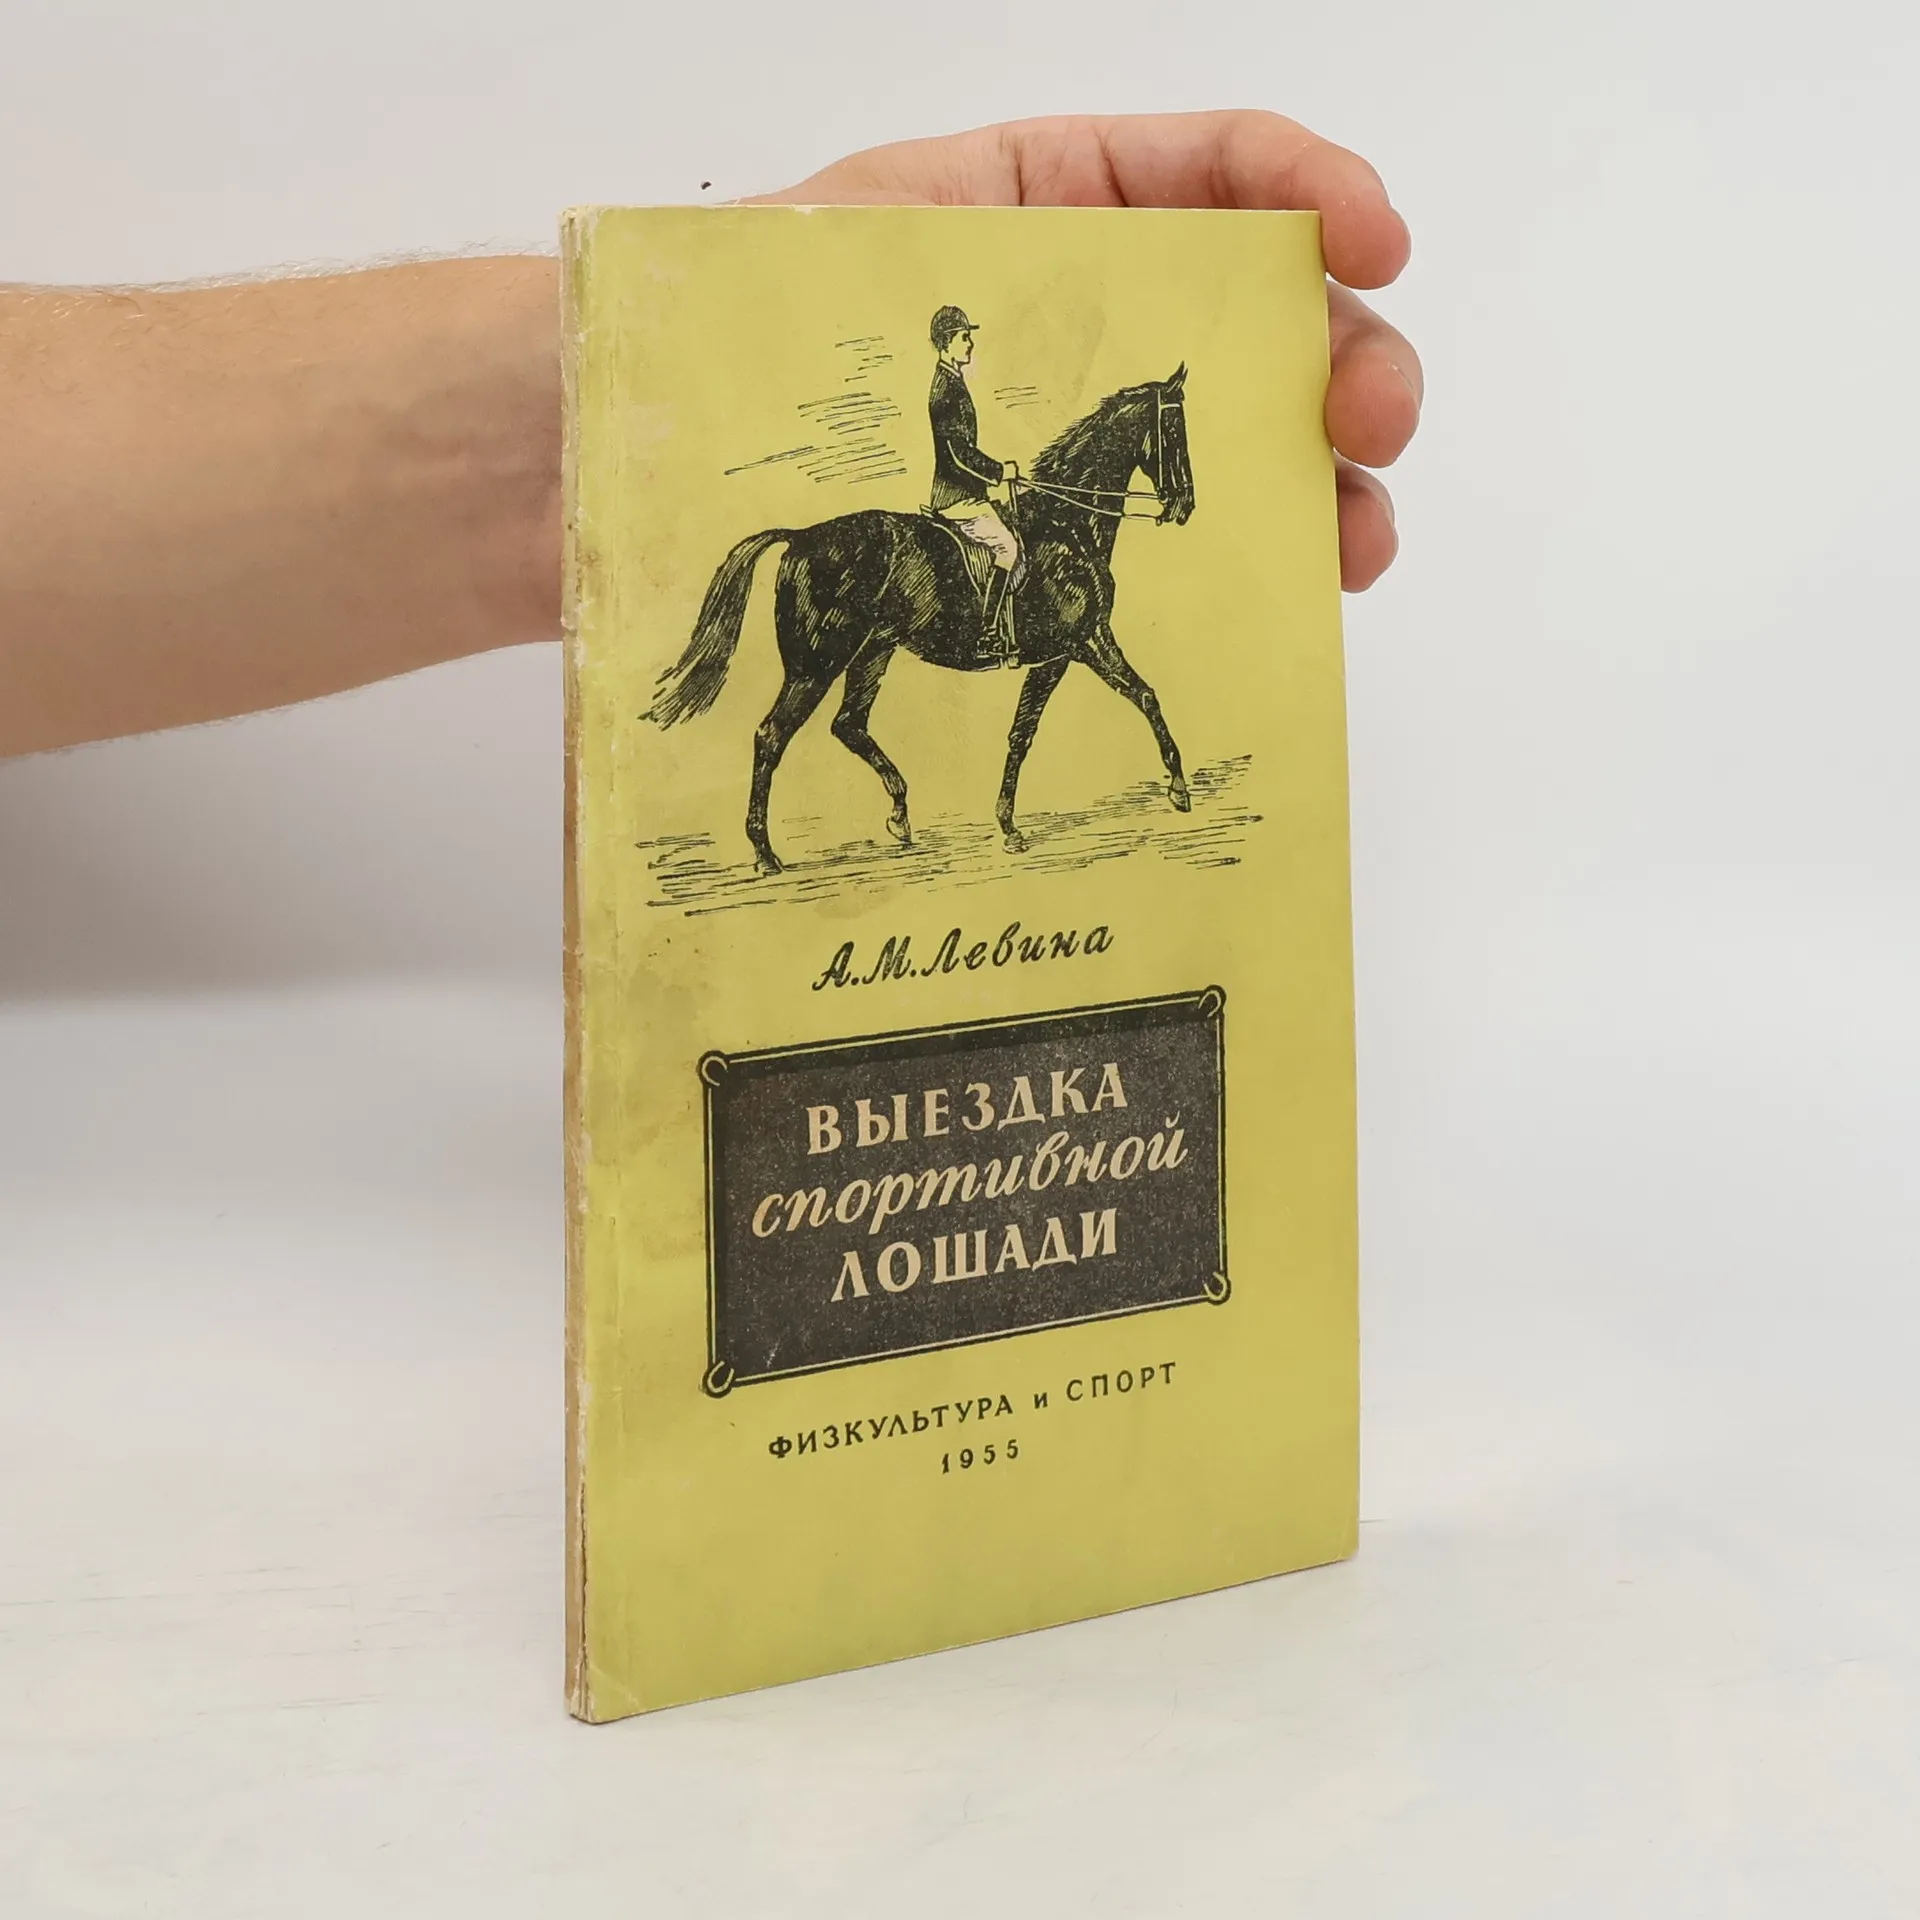 А.М.Левина
ВЫЕЗДКА
спортивной
ЛОШАДИ
ФИЗКУЛЬТУРА и СПОРТ
1955